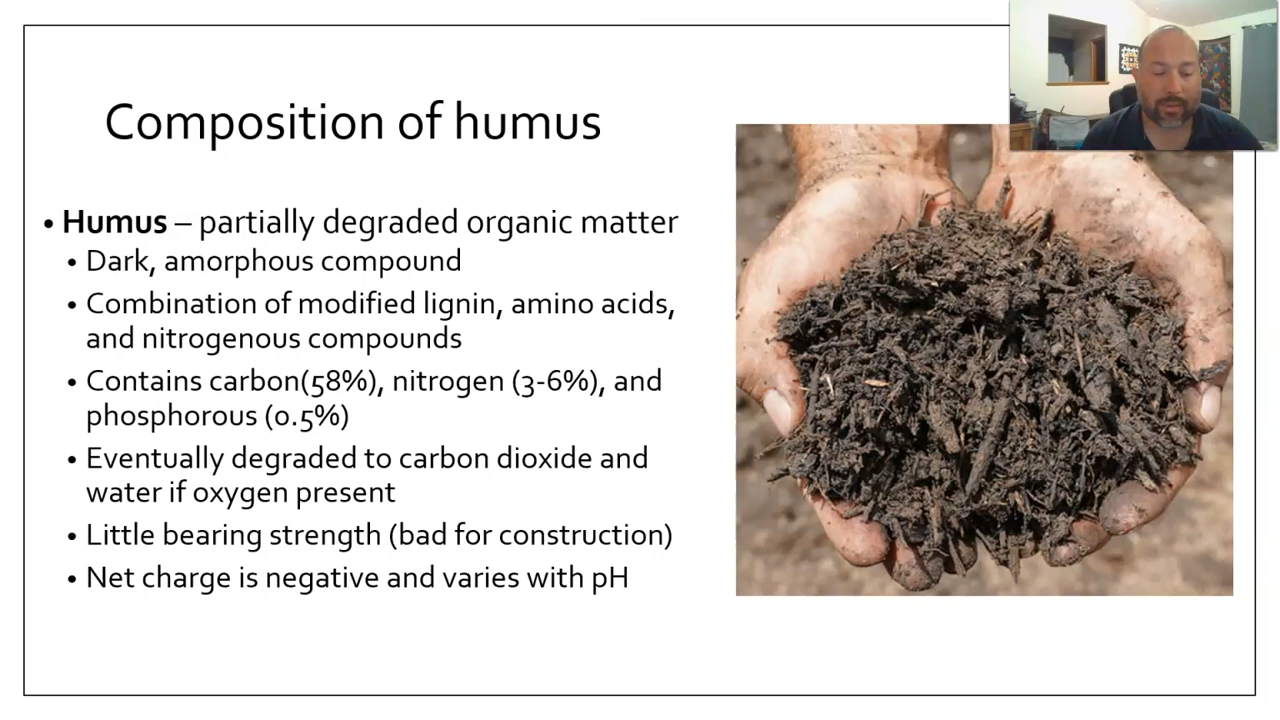 Composition of humus
• Humus – partially degraded organic matter
• Dark, amorphous compound
• Combination of modified lignin, amino acids,
and nitrogenous compounds
• Contains carbon(58%), nitrogen (3-6%), and
phosphorous (0.5%)
• Eventually degraded to carbon dioxide and
water if oxygen present
• Little bearing strength (bad for construction)
• Net charge is negative and varies with pH